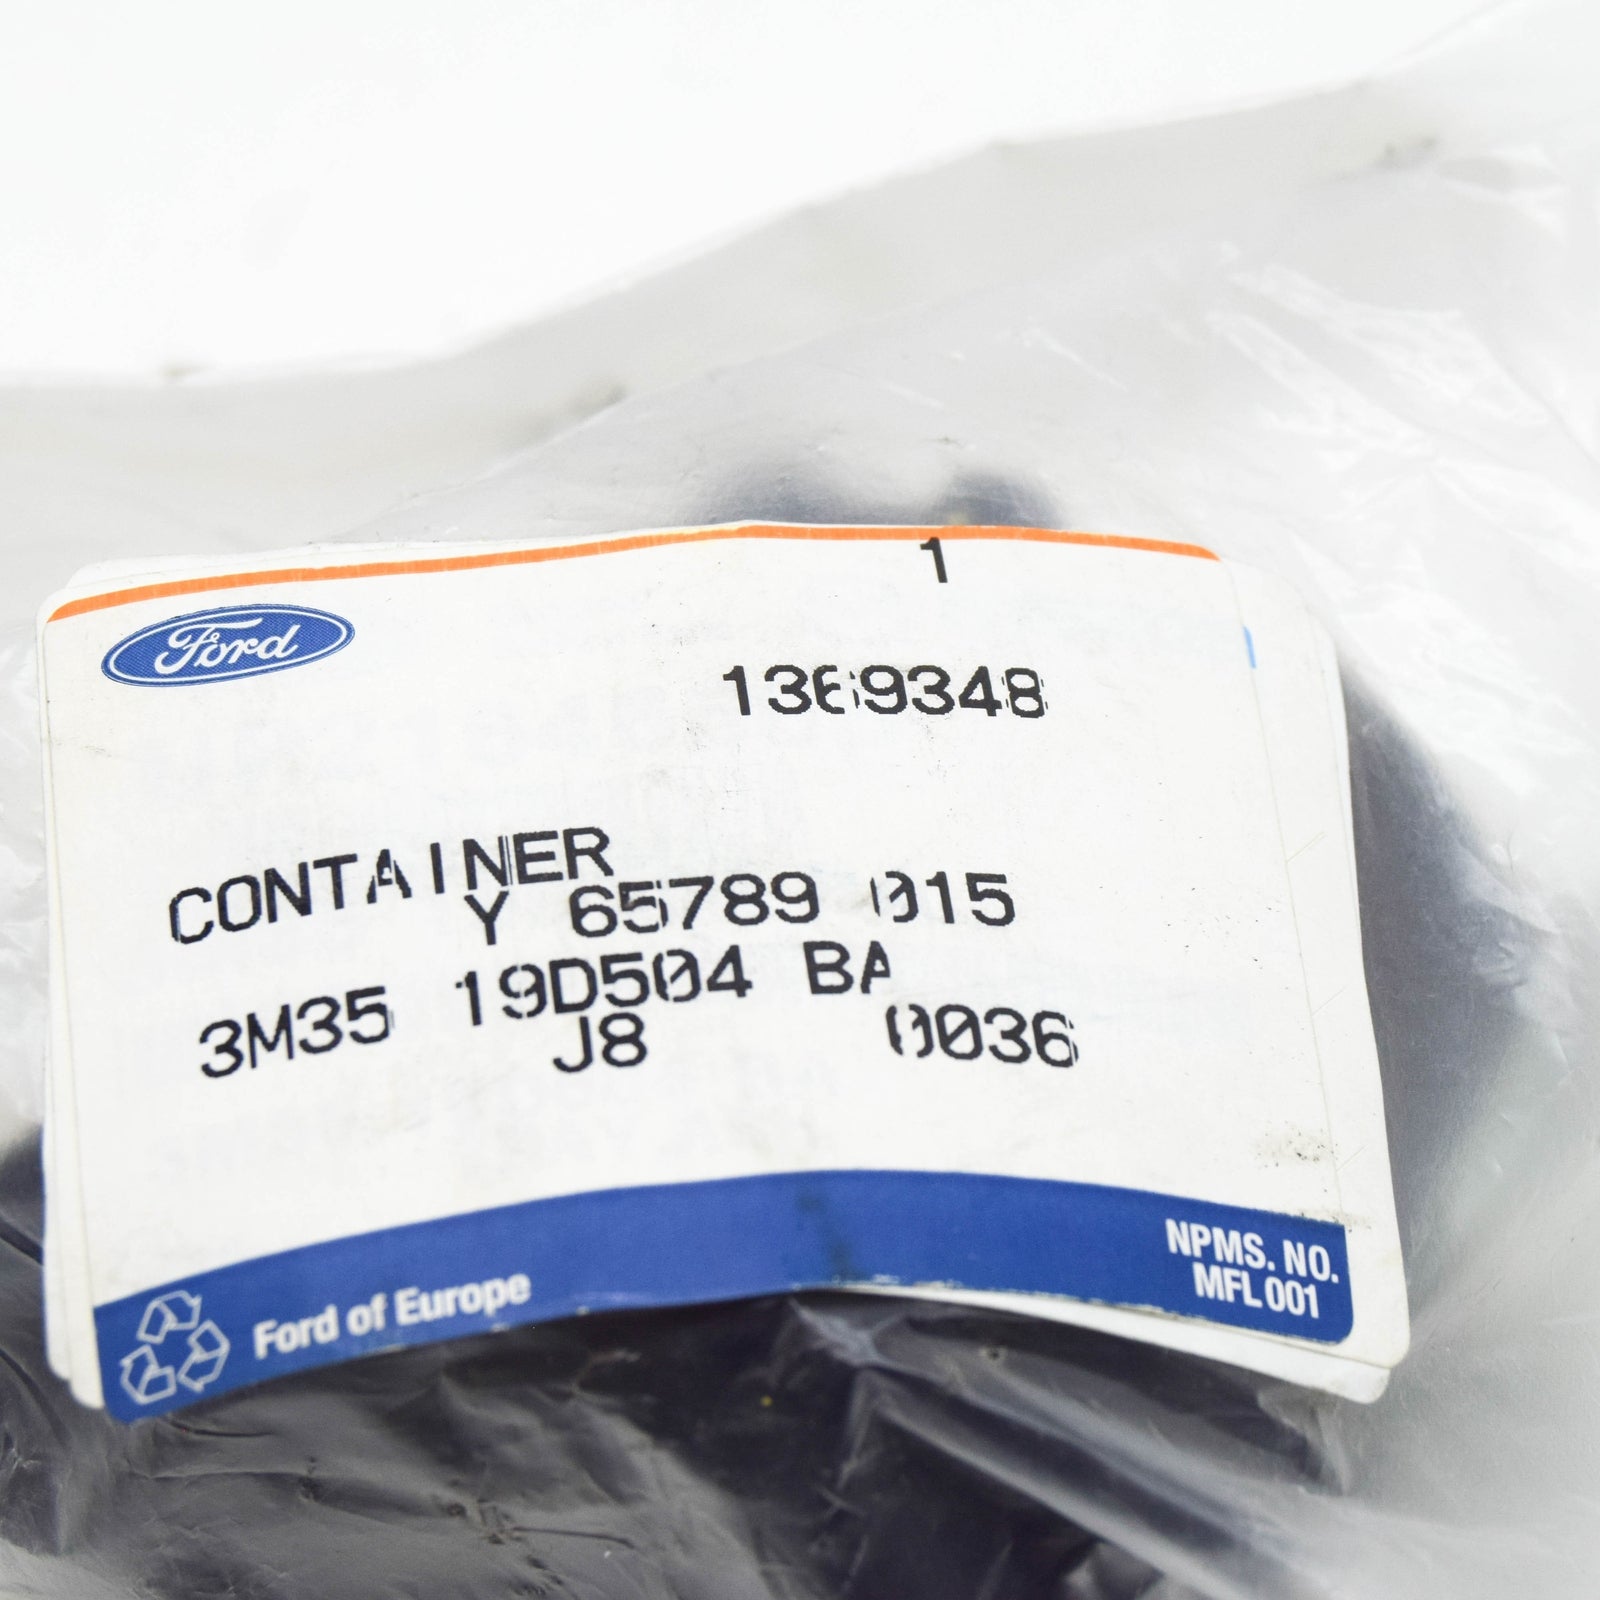 1
Ford
1369348
CONTAINER
Y 65789 015
3M35 19D504 BA
J8 0036
NPMS. NO.
MFL 001
Ford of Europe